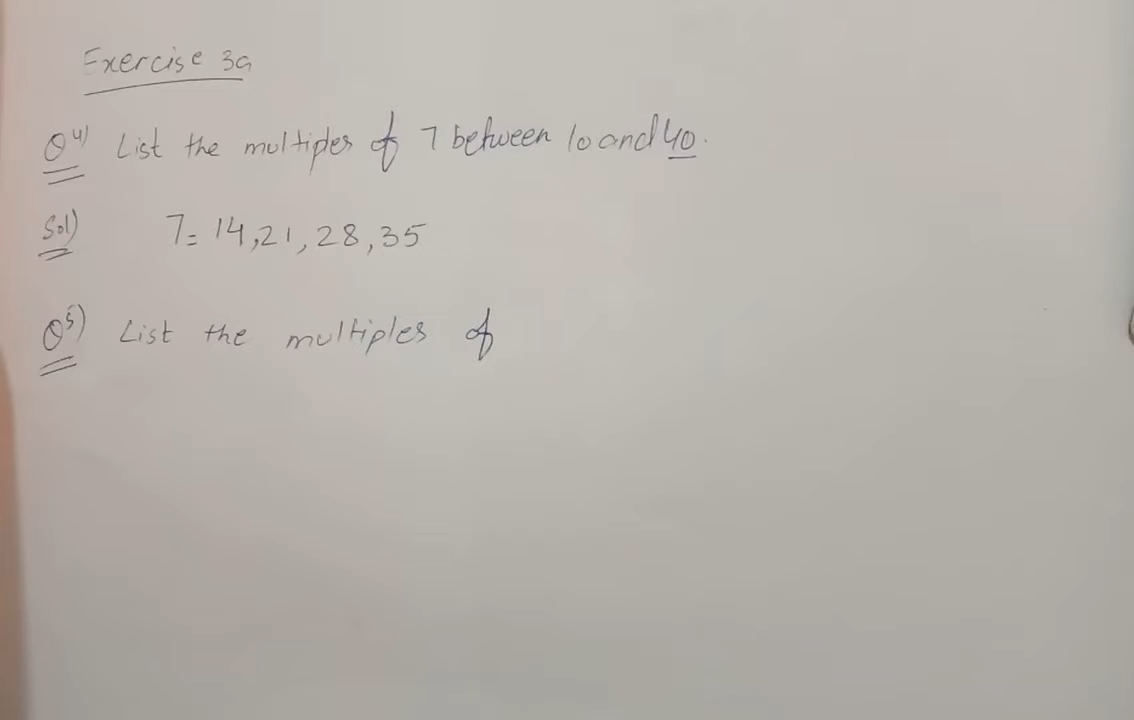 Exercise 3a
Q4) List the multiples of 7 between 10 and 40.
Sol) 7= 14,21,28,35
Q5) List the multiples of